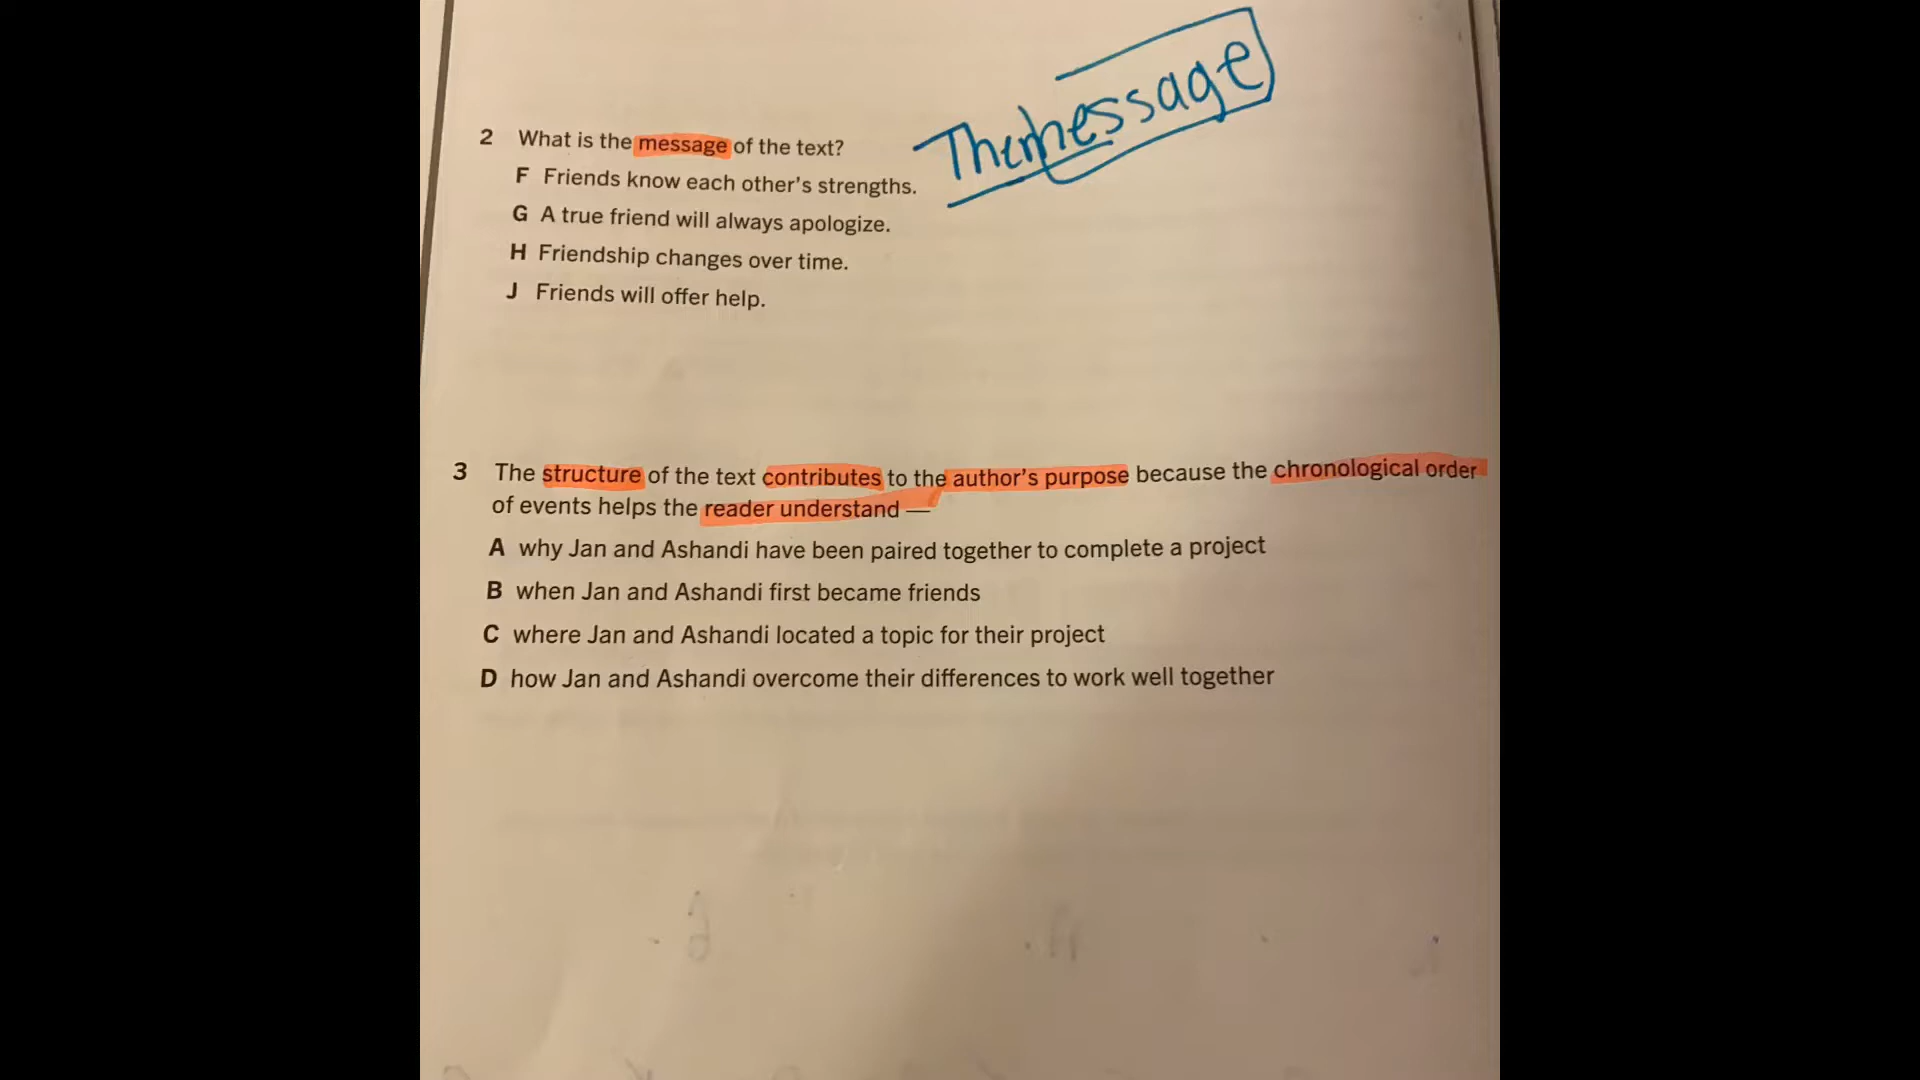 Themessage
2 What is the message of the text?
F Friends know each other's strengths.
G A true friend will always apologize.
H Friendship changes over time.
J Friends will offer help.
3 The structure of the text contributes to the author's purpose because the chronological order
of events helps the reader understand —
A why Jan and Ashandi have been paired together to complete a project
B when Jan and Ashandi first became friends
C where Jan and Ashandi located a topic for their project
D how Jan and Ashandi overcome their differences to work well together